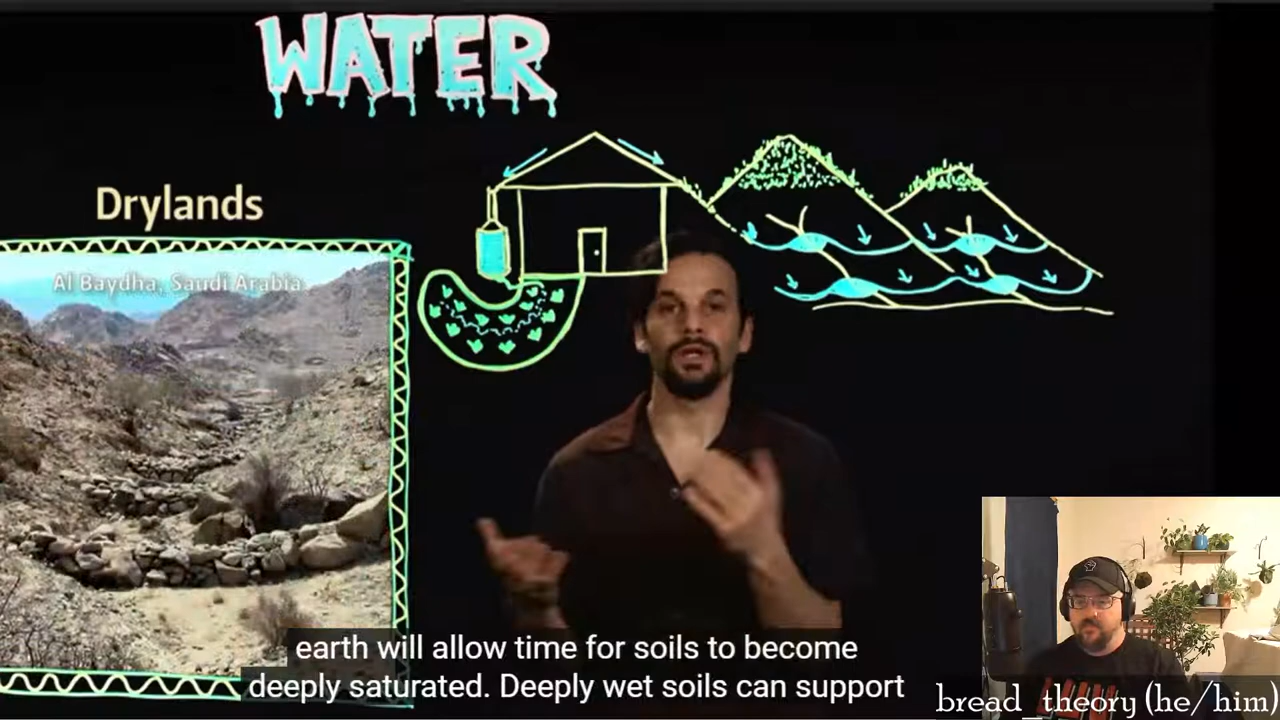 WATER
Drylands
Al Baydha, Saudi Arabia
earth will allow time for soils to become
deeply saturated. Deeply wet soils can support
bread_theory (he/him)